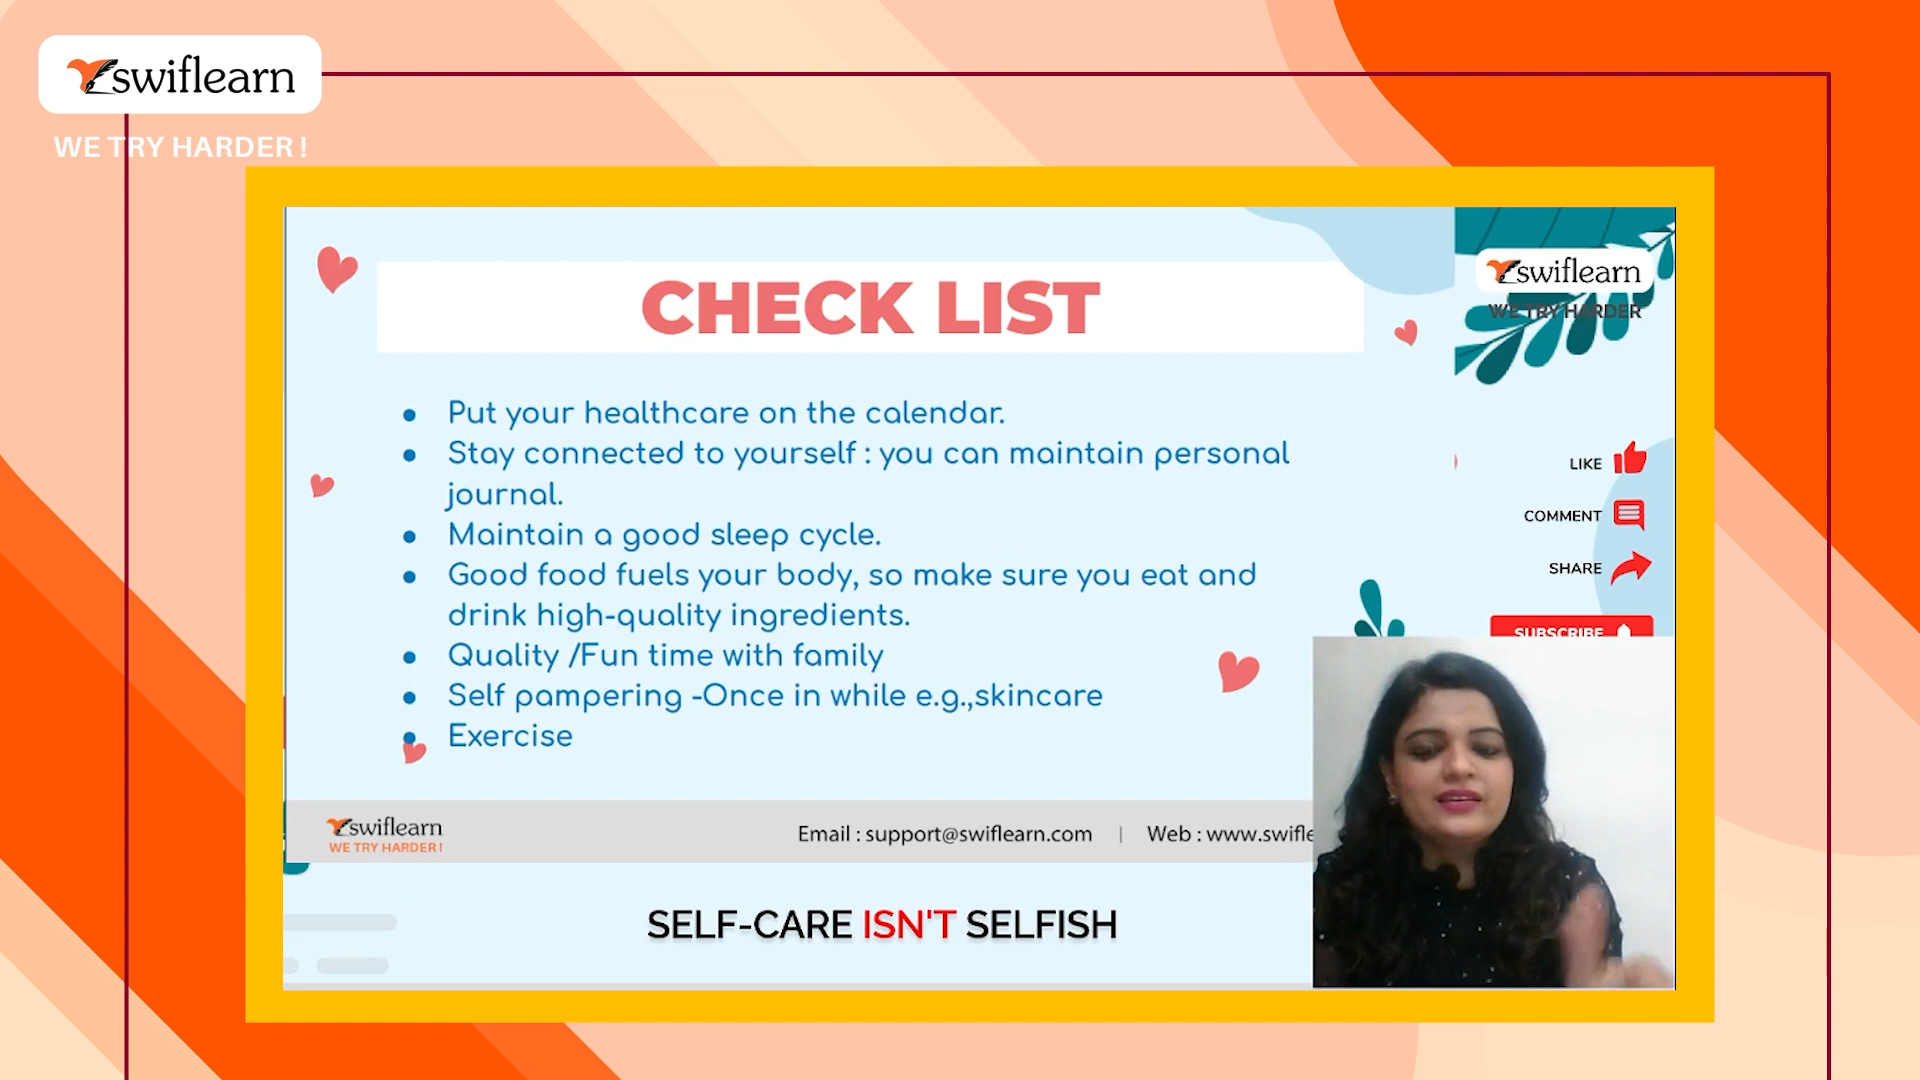 swiflearn
WE TRY HARDER !
CHECK LIST
swiflearn
WE TRY HARDER
• Put your healthcare on the calendar.
• Stay connected to yourself : you can maintain personal
journal.
• Maintain a good sleep cycle.
• Good food fuels your body, so make sure you eat and
drink high-quality ingredients.
• Quality /Fun time with family
• Self pampering -Once in while e.g.,skincare
• Exercise
LIKE
COMMENT
SHARE
SUBSCRIBE
swiflearn
WE TRY HARDER !
Email : support@swiflearn.com | Web : www.swifle
SELF-CARE ISN'T SELFISH